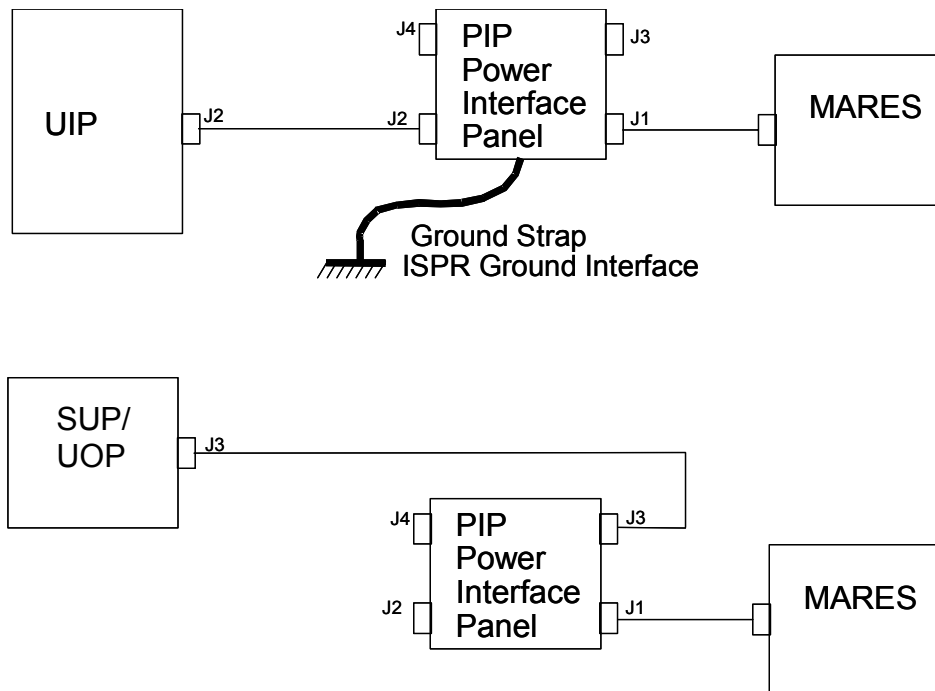 J4
PIP
Power
Interface
Panel
J3
UIP
J2
J2
J1
MARES
Ground Strap
ISPR Ground Interface
SUP/
UOP
J3
J4
PIP
Power
Interface
Panel
J3
J2
J1
MARES